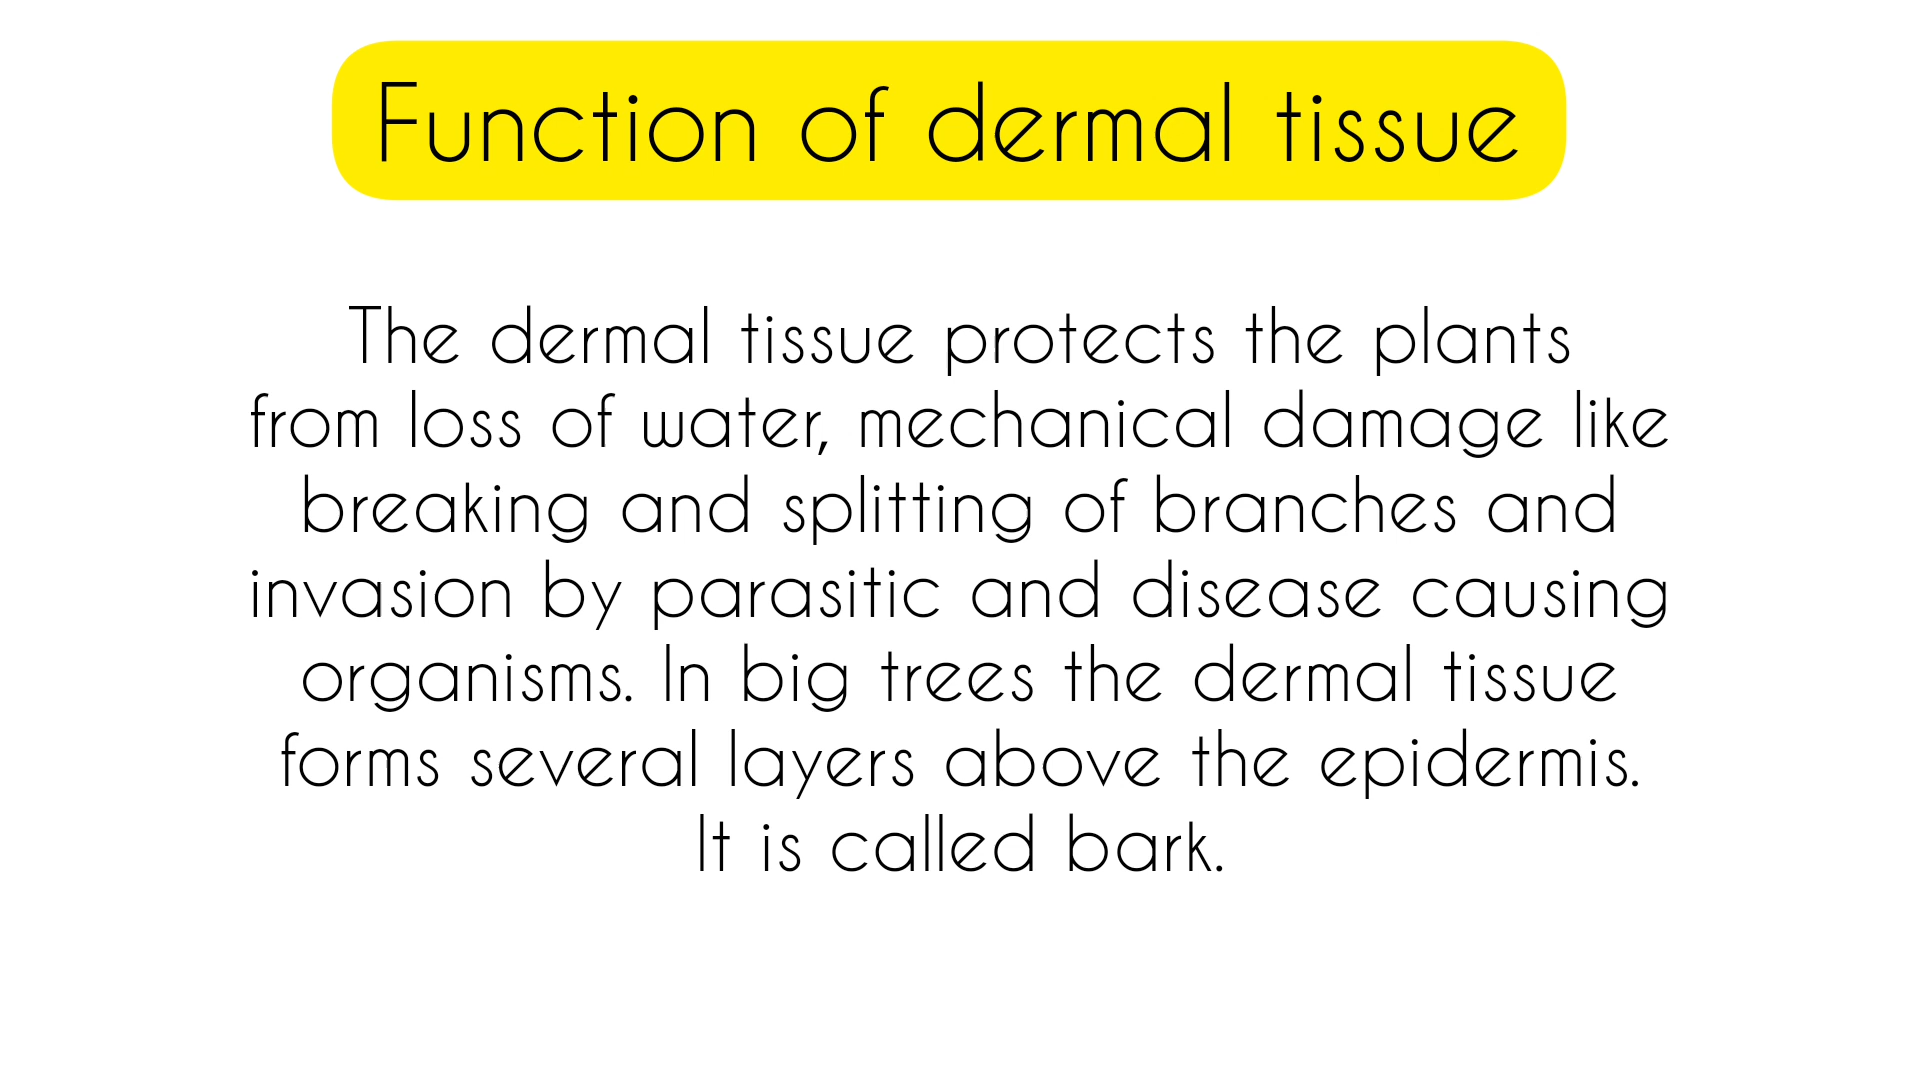 Function of dermal tissue
The dermal tissue protects the plants
from loss of water, mechanical damage like
breaking and splitting of branches and
invasion by parasitic and disease causing
organisms. In big trees the dermal tissue
forms several layers above the epidermis.
It is called bark.